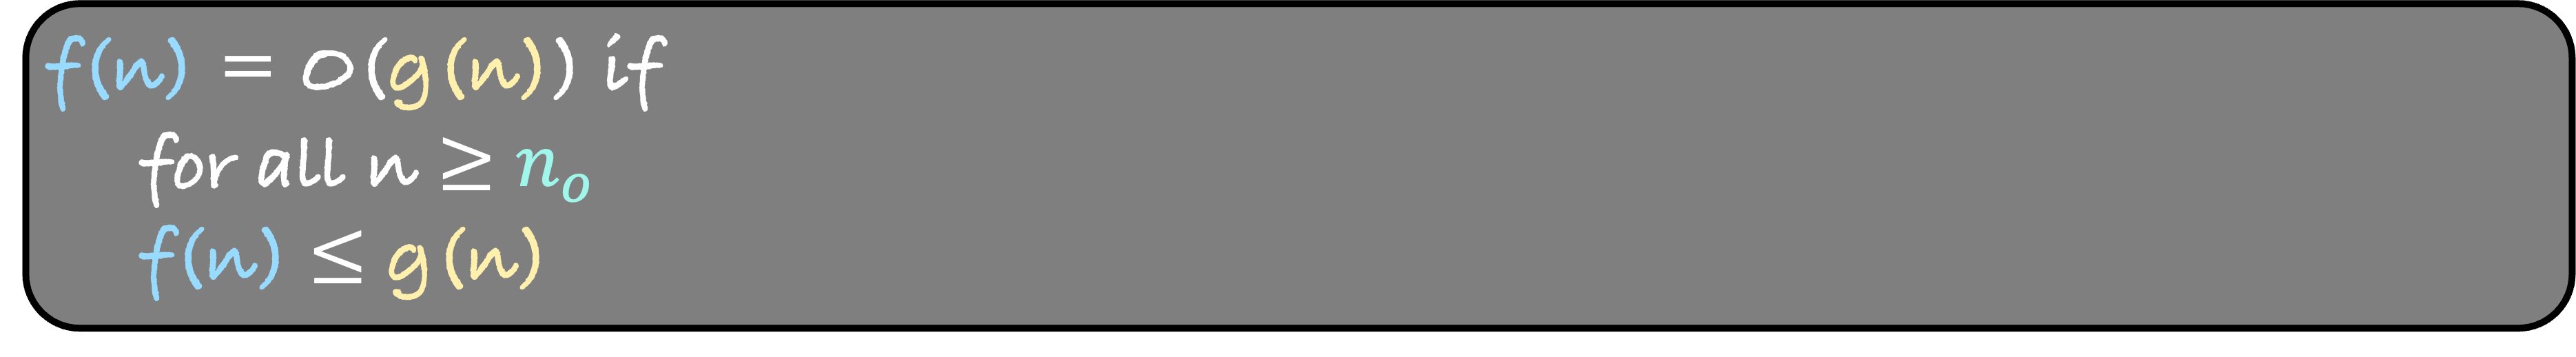 f(n) = O(g(n)) if
for all n ≥ n₀
f(n) ≤ g(n)